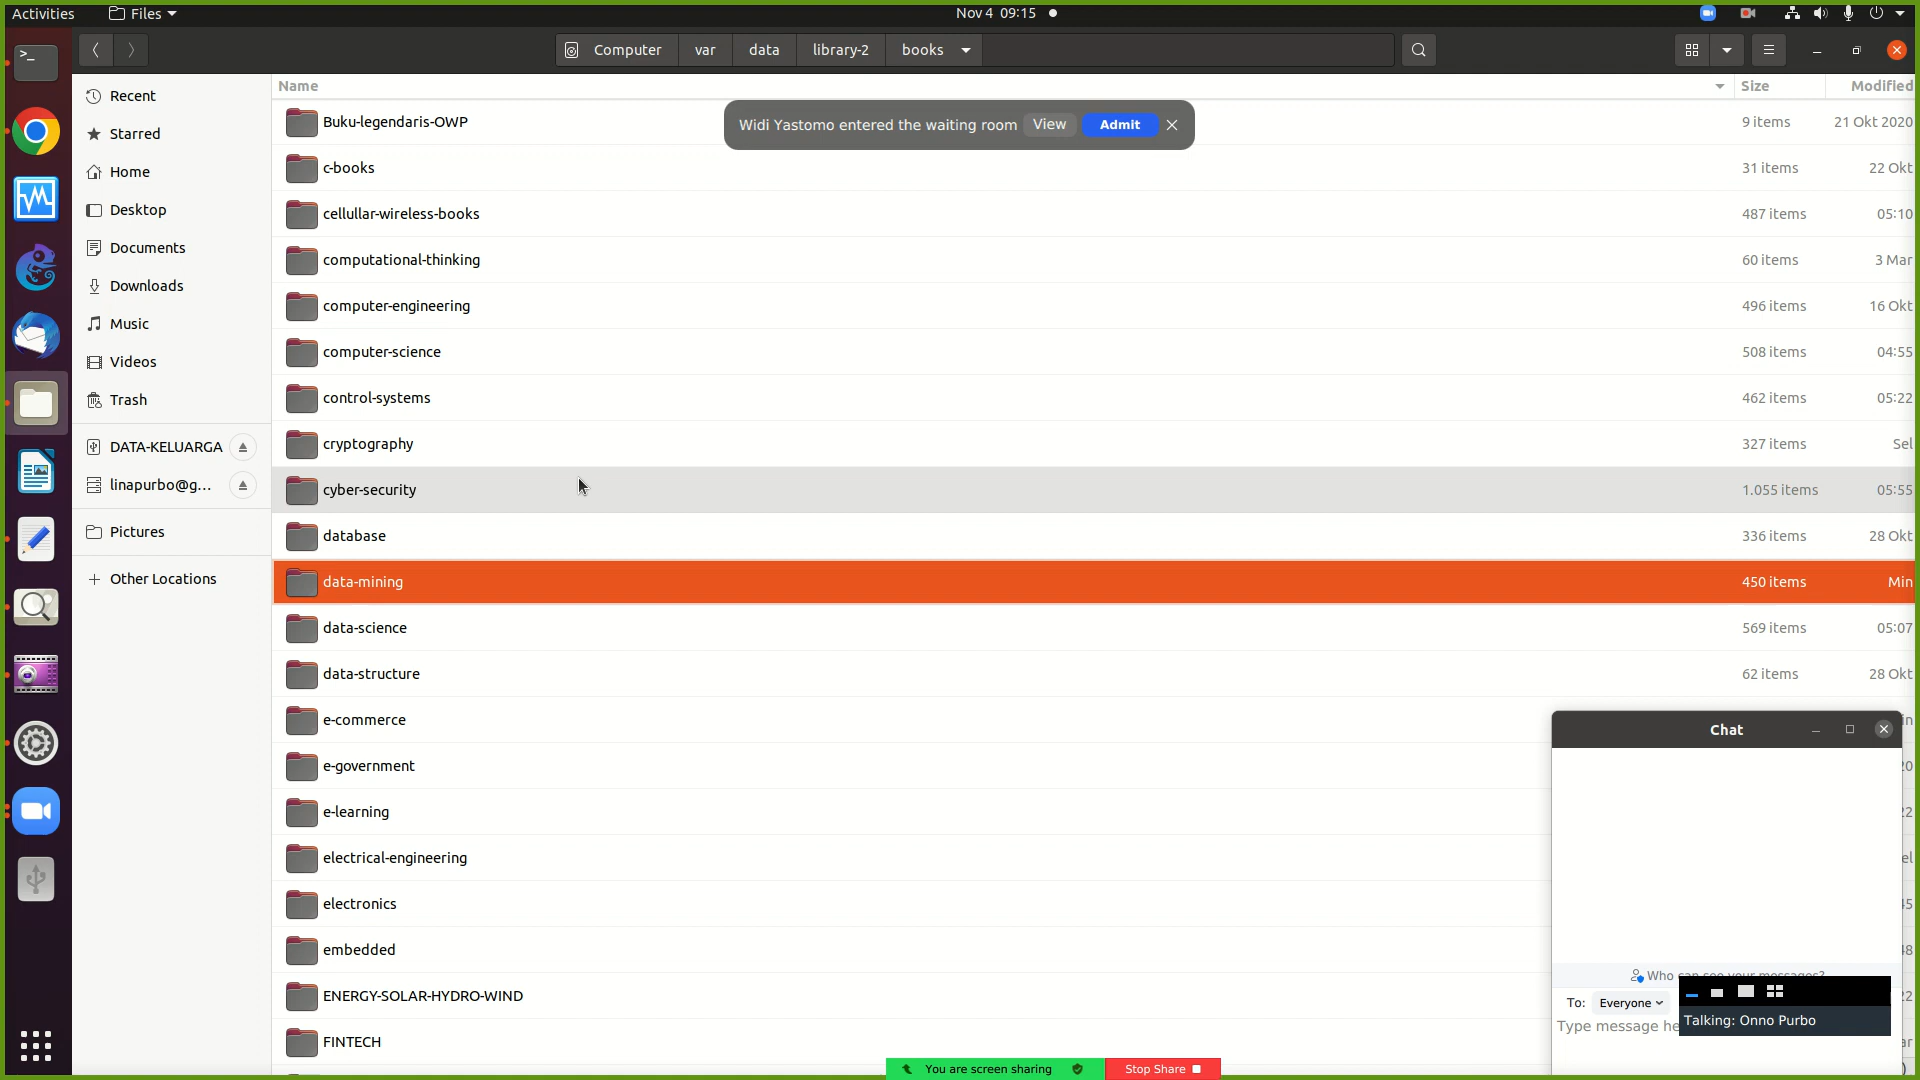 Activities Files Nov 4 09:15
Computer var data library-2 books
Name Size Modified
Recent
Starred
Home
Desktop
Documents
Downloads
Music
Videos
Trash
DATA-KELUARGA
linapurbo@g...
Pictures
Other Locations
Widi Yastomo entered the waiting room View Admit
Buku-legendaris-OWP 9 items 21 Okt 2020
c-books 31 items 22 Okt
cellullar-wireless-books 487 items 05:10
computational-thinking 60 items 3 Mar
computer-engineering 496 items 16 Okt
computer-science 508 items 04:55
control-systems 462 items 05:22
cryptography 327 items Sel
cyber-security 1.055 items 05:55
database 336 items 28 Okt
data-mining 450 items Min
data-science 569 items 05:07
data-structure 62 items 28 Okt
e-commerce
e-government
e-learning
electrical-engineering
electronics
embedded
ENERGY-SOLAR-HYDRO-WIND
FINTECH
Chat
Who can see your messages?
To: Everyone
Type message he
Talking: Onno Purbo
You are screen sharing Stop Share